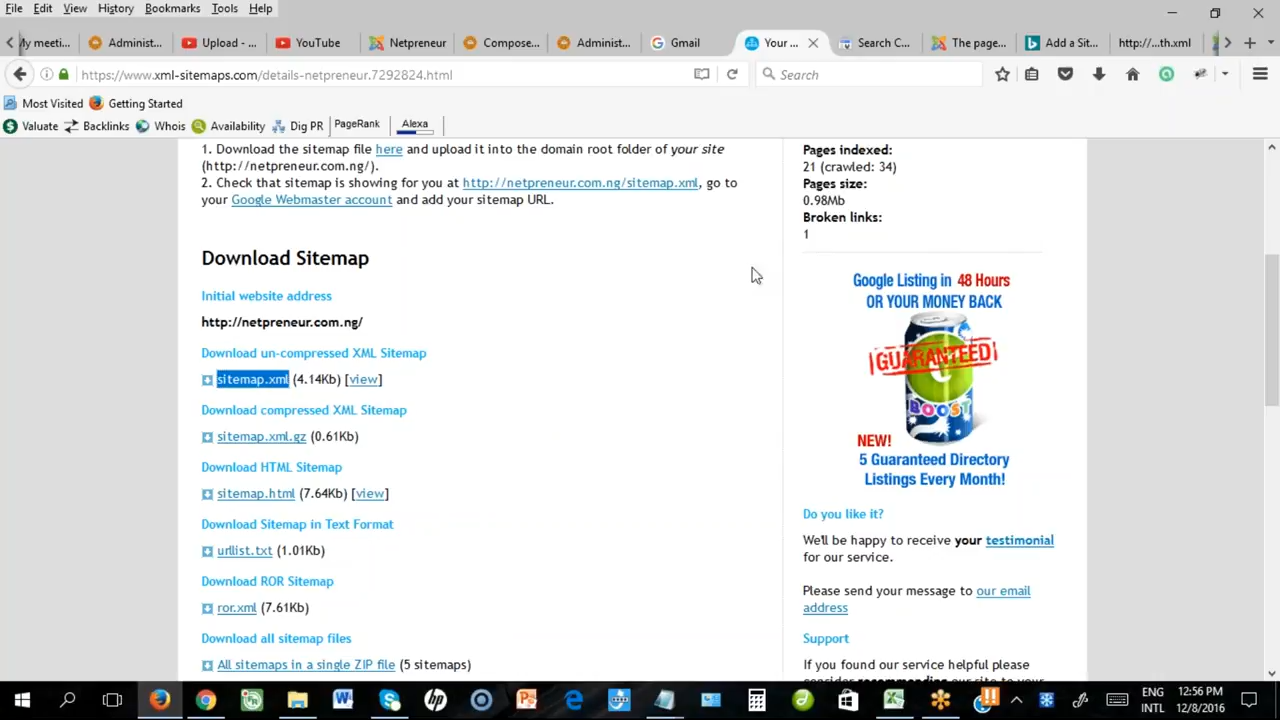 File Edit View History Bookmarks Tools Help
My meeti... Administ... Upload - ... YouTube Netpreneur Compose... Administ... Gmail Your ... Search C... The page... Add a Sit... http://...th.xml
https://www.xml-sitemaps.com/details-netpreneur.7292824.html Search
Most Visited Getting Started
Valuate Backlinks Whois Availability Dig PR PageRank Alexa
1. Download the sitemap file here and upload it into the domain root folder of your site
(http://netpreneur.com.ng/).
2. Check that sitemap is showing for you at http://netpreneur.com.ng/sitemap.xml, go to
your Google Webmaster account and add your sitemap URL.
Download Sitemap
Initial website address
http://netpreneur.com.ng/
Download un-compressed XML Sitemap
sitemap.xml (4.14Kb) [view]
Download compressed XML Sitemap
sitemap.xml.gz (0.61Kb)
Download HTML Sitemap
sitemap.html (7.64Kb) [view]
Download Sitemap in Text Format
urllist.txt (1.01Kb)
Download ROR Sitemap
ror.xml (7.61Kb)
Download all sitemap files
All sitemaps in a single ZIP file (5 sitemaps)
Pages indexed:
21 (crawled: 34)
Pages size:
0.98Mb
Broken links:
1
Google Listing in 48 Hours
OR YOUR MONEY BACK
GUARANTEED
BOOST
NEW!
5 Guaranteed Directory
Listings Every Month!
Do you like it?
We'll be happy to receive your testimonial
for our service.
Please send your message to our email
address
Support
If you found our service helpful please
consider recommending our site to your
ENG 12:56 PM
INTL 12/8/2016